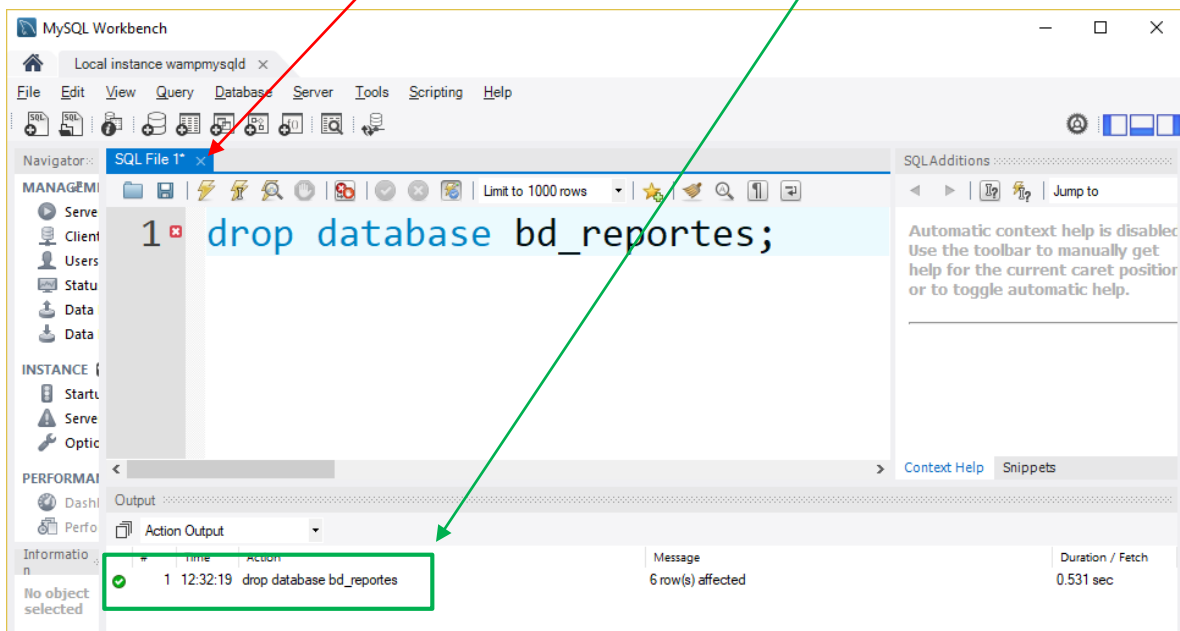 MySQL Workbench
Local instance wampmysqld
File Edit View Query Database Server Tools Scripting Help
Navigator
SQL File 1*
SQLAdditions
MANAGEMI
Limit to 1000 rows
Jump to
Serve
Client
Users
Statu
Data
Data
1 drop database bd_reportes;
Automatic context help is disabled
Use the toolbar to manually get
help for the current caret position
or to toggle automatic help.
INSTANCE
Startu
Serve
Optic
PERFORMAI
Dashl
Perfo
Context Help Snippets
Output
Action Output
Informatio
n
No object
selected
# Time Action Message Duration / Fetch
1 12:32:19 drop database bd_reportes 6 row(s) affected 0.531 sec